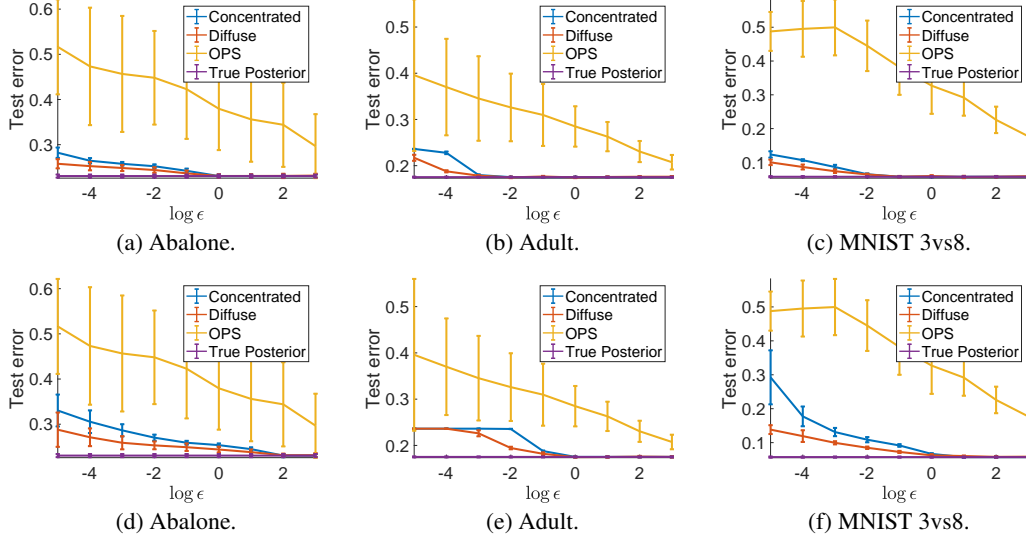 Test error
0.6
0.5
0.4
0.3
Concentrated
Diffuse
OPS
True Posterior
-4 -2 0 2
log ϵ
(a) Abalone.
Test error
0.5
0.4
0.3
0.2
Concentrated
Diffuse
OPS
True Posterior
-4 -2 0 2
log ϵ
(b) Adult.
Test error
0.5
0.4
0.3
0.2
0.1
Concentrated
Diffuse
OPS
True Posterior
-4 -2 0 2
log ϵ
(c) MNIST 3vs8.
Test error
0.6
0.5
0.4
0.3
Concentrated
Diffuse
OPS
True Posterior
-4 -2 0 2
log ϵ
(d) Abalone.
Test error
0.5
0.4
0.3
0.2
Concentrated
Diffuse
OPS
True Posterior
-4 -2 0 2
log ϵ
(e) Adult.
Test error
0.5
0.4
0.3
0.2
0.1
Concentrated
Diffuse
OPS
True Posterior
-4 -2 0 2
log ϵ
(f) MNIST 3vs8.